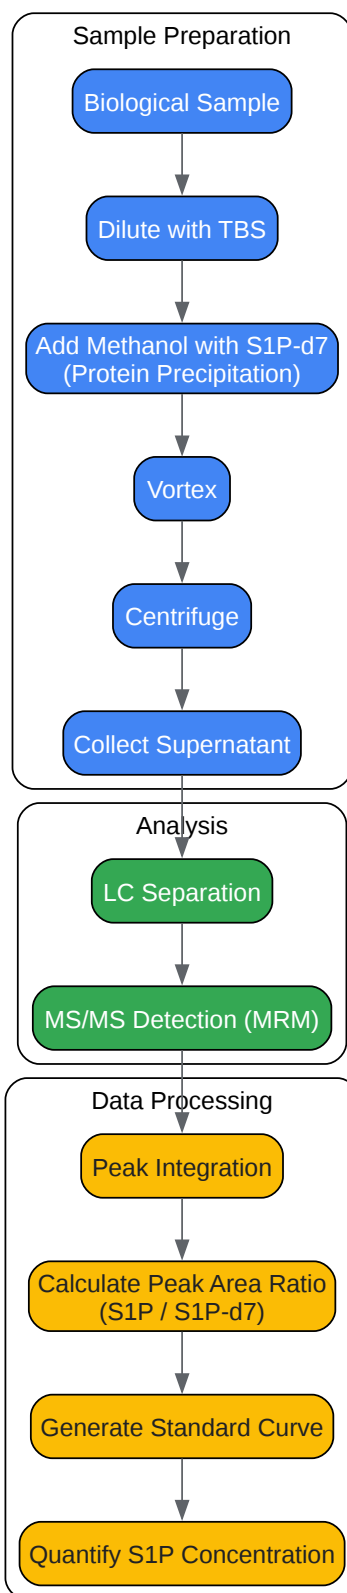 Sample Preparation
Biological Sample
Dilute with TBS
Add Methanol with S1P-d7
(Protein Precipitation)
Vortex
Centrifuge
Collect Supernatant
Analysis
LC Separation
MS/MS Detection (MRM)
Data Processing
Peak Integration
Calculate Peak Area Ratio
(S1P / S1P-d7)
Generate Standard Curve
Quantify S1P Concentration